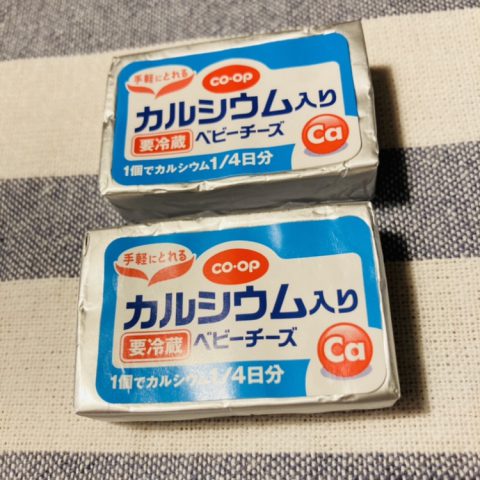 手軽にとれる
co・op
カルシウム入り
要冷蔵 ベビーチーズ
Ca
1個でカルシウム1/4日分
手軽にとれる
co・op
カルシウム入り
要冷蔵 ベビーチーズ
Ca
1個でカルシウム1/4日分